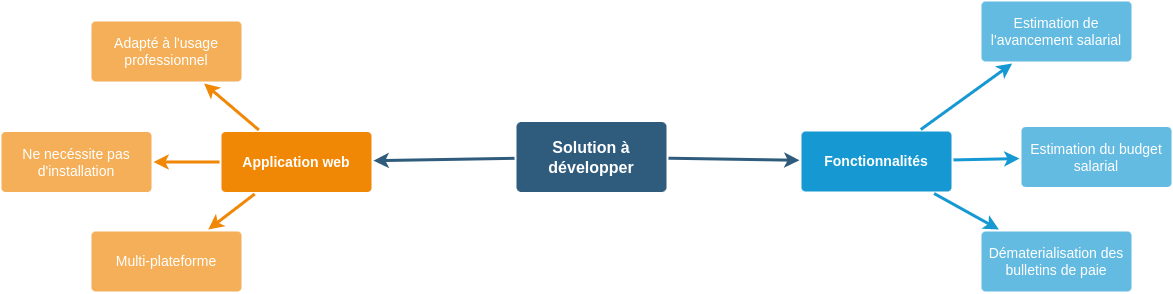 Estimation de
l'avancement salarial
Adapté à l'usage
professionnel
Solution à
développer
Ne necéssite pas
d'installation
Application web
Fonctionnalités
Estimation du budget
salarial
Multi-plateforme
Dématerialisation des
bulletins de paie